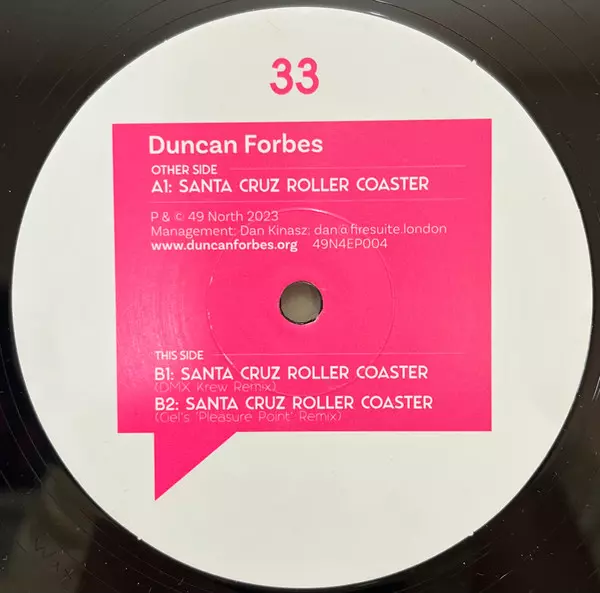 33
Duncan Forbes
OTHER SIDE
A1: SANTA CRUZ ROLLER COASTER
P & © 49 North 2023
Management: Dan Kinasz: dan@firesuite.london
www.duncanforbes.org 49N4EP004
THIS SIDE
B1: SANTA CRUZ ROLLER COASTER
(DMX Krew Remix)
B2: SANTA CRUZ ROLLER COASTER
(Gel's 'Pleasure Point' Remix)